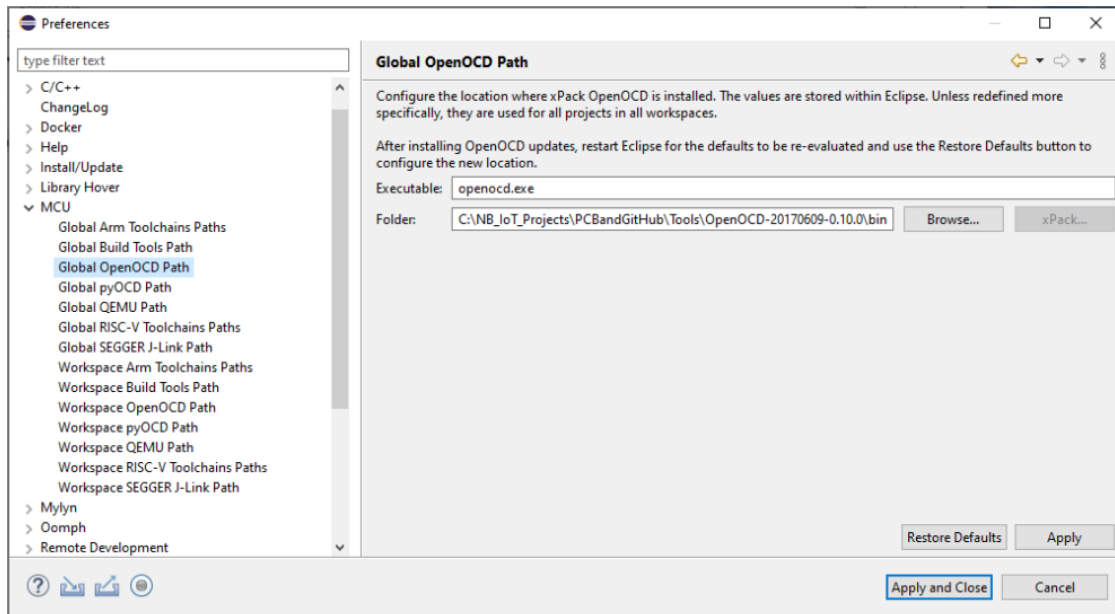 Preferences
type filter text
C/C++
ChangeLog
Docker
Help
Install/Update
Library Hover
MCU
Global Arm Toolchains Paths
Global Build Tools Path
Global OpenOCD Path
Global pyOCD Path
Global QEMU Path
Global RISC-V Toolchains Paths
Global SEGGER J-Link Path
Workspace Arm Toolchains Paths
Workspace Build Tools Path
Workspace OpenOCD Path
Workspace pyOCD Path
Workspace QEMU Path
Workspace RISC-V Toolchains Paths
Workspace SEGGER J-Link Path
Mylyn
Oomph
Remote Development
Global OpenOCD Path
Configure the location where xPack OpenOCD is installed. The values are stored within Eclipse. Unless redefined more
specifically, they are used for all projects in all workspaces.
After installing OpenOCD updates, restart Eclipse for the defaults to be re-evaluated and use the Restore Defaults button to
configure the new location.
Executable: openocd.exe
Folder: C:\NB_IoT_Projects\PCBandGitHub\Tools\OpenOCD-20170609-0.10.0\bin Browse... xPack...
Restore Defaults Apply
? Apply and Close Cancel